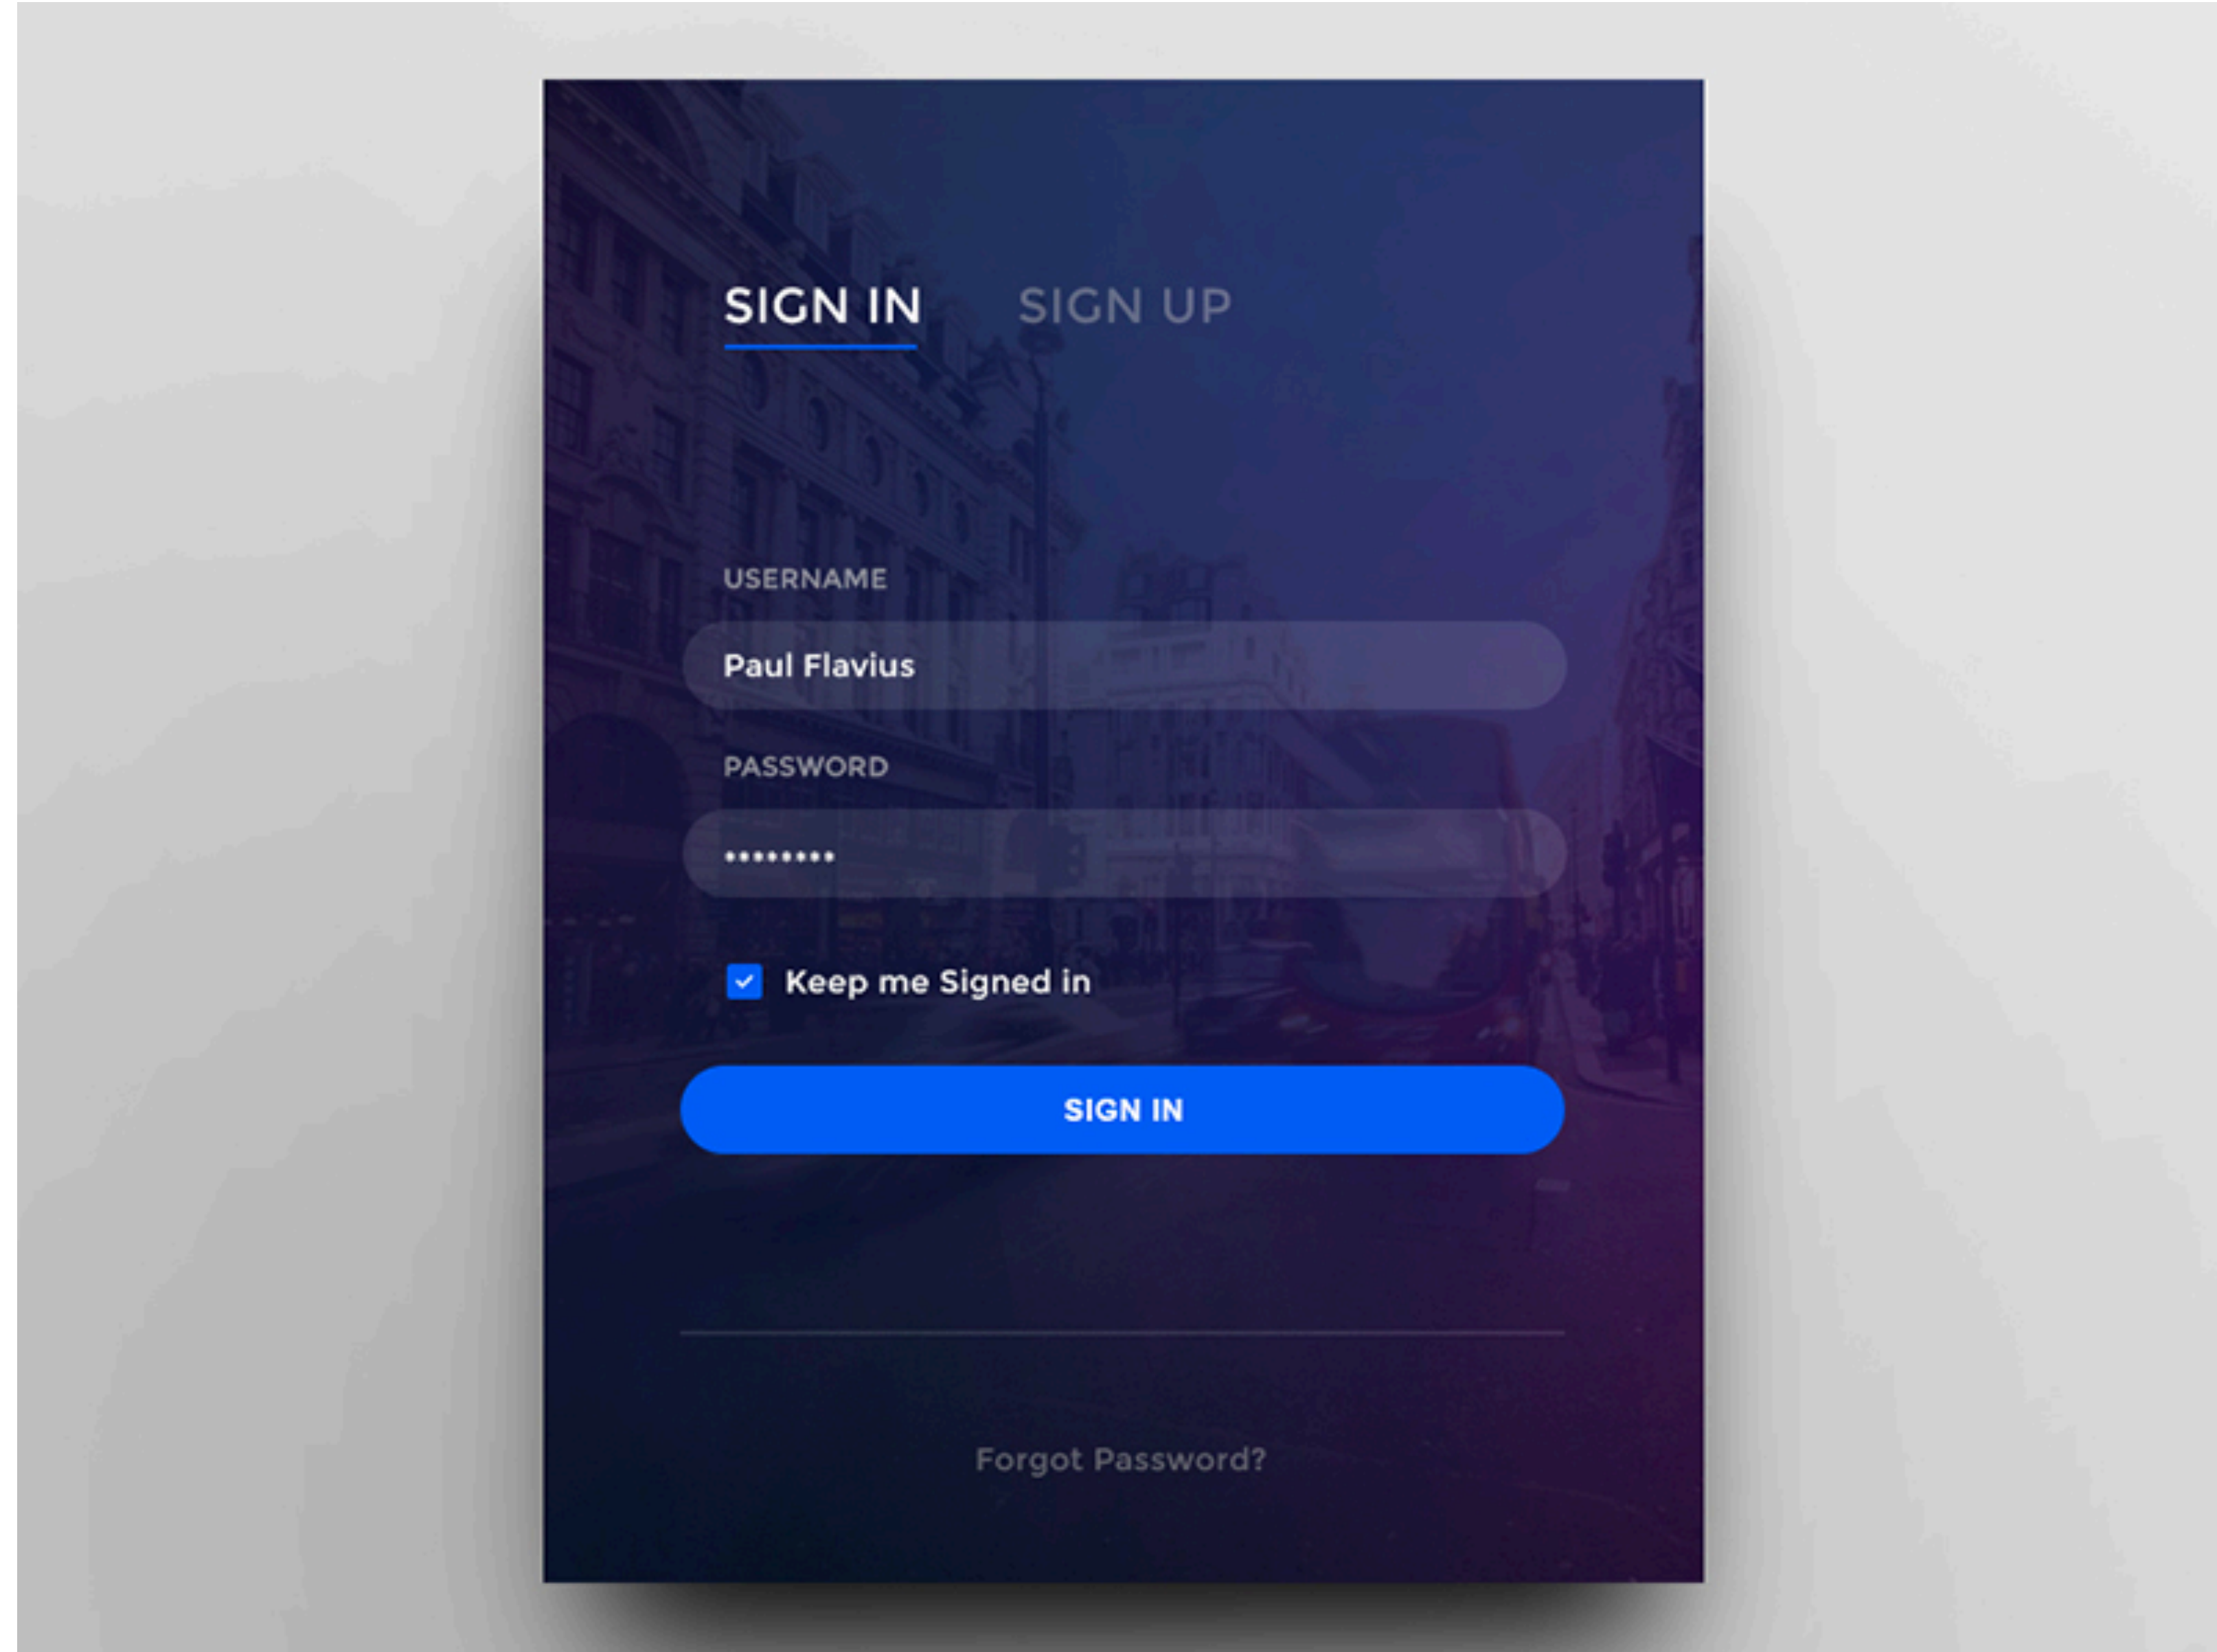 SIGN IN SIGN UP
USERNAME
Paul Flavius
PASSWORD
••••••••
Keep me Signed in
SIGN IN
Forgot Password?